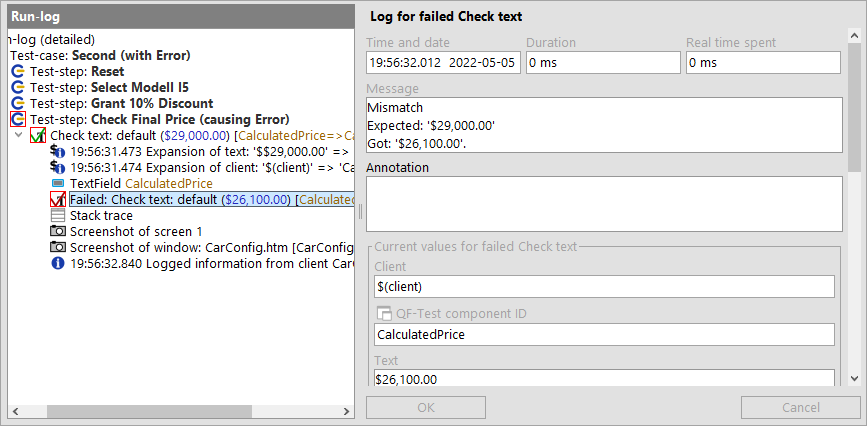 Run-log
n-log (detailed)
Test-case: Second (with Error)
Test-step: Reset
Test-step: Select Modell I5
Test-step: Grant 10% Discount
Test-step: Check Final Price (causing Error)
Check text: default ($29,000.00) [CalculatedPrice=>Ca
19:56:31.473 Expansion of text: '$$29,000.00' =>
19:56:31.474 Expansion of client: '$(client)' => 'Ca
TextField CalculatedPrice
Failed: Check text: default ($26,100.00) [Calculated
Stack trace
Screenshot of screen 1
Screenshot of window: CarConfig.htm [CarConfig
19:56:32.840 Logged information from client CarC
Log for failed Check text
Time and date Duration Real time spent
19:56:32.012 2022-05-05 0 ms 0 ms
Message
Mismatch
Expected: '$29,000.00'
Got: '$26,100.00'.
Annotation
Current values for failed Check text
Client
$(client)
QF-Test component ID
CalculatedPrice
Text
$26,100.00
OK Cancel